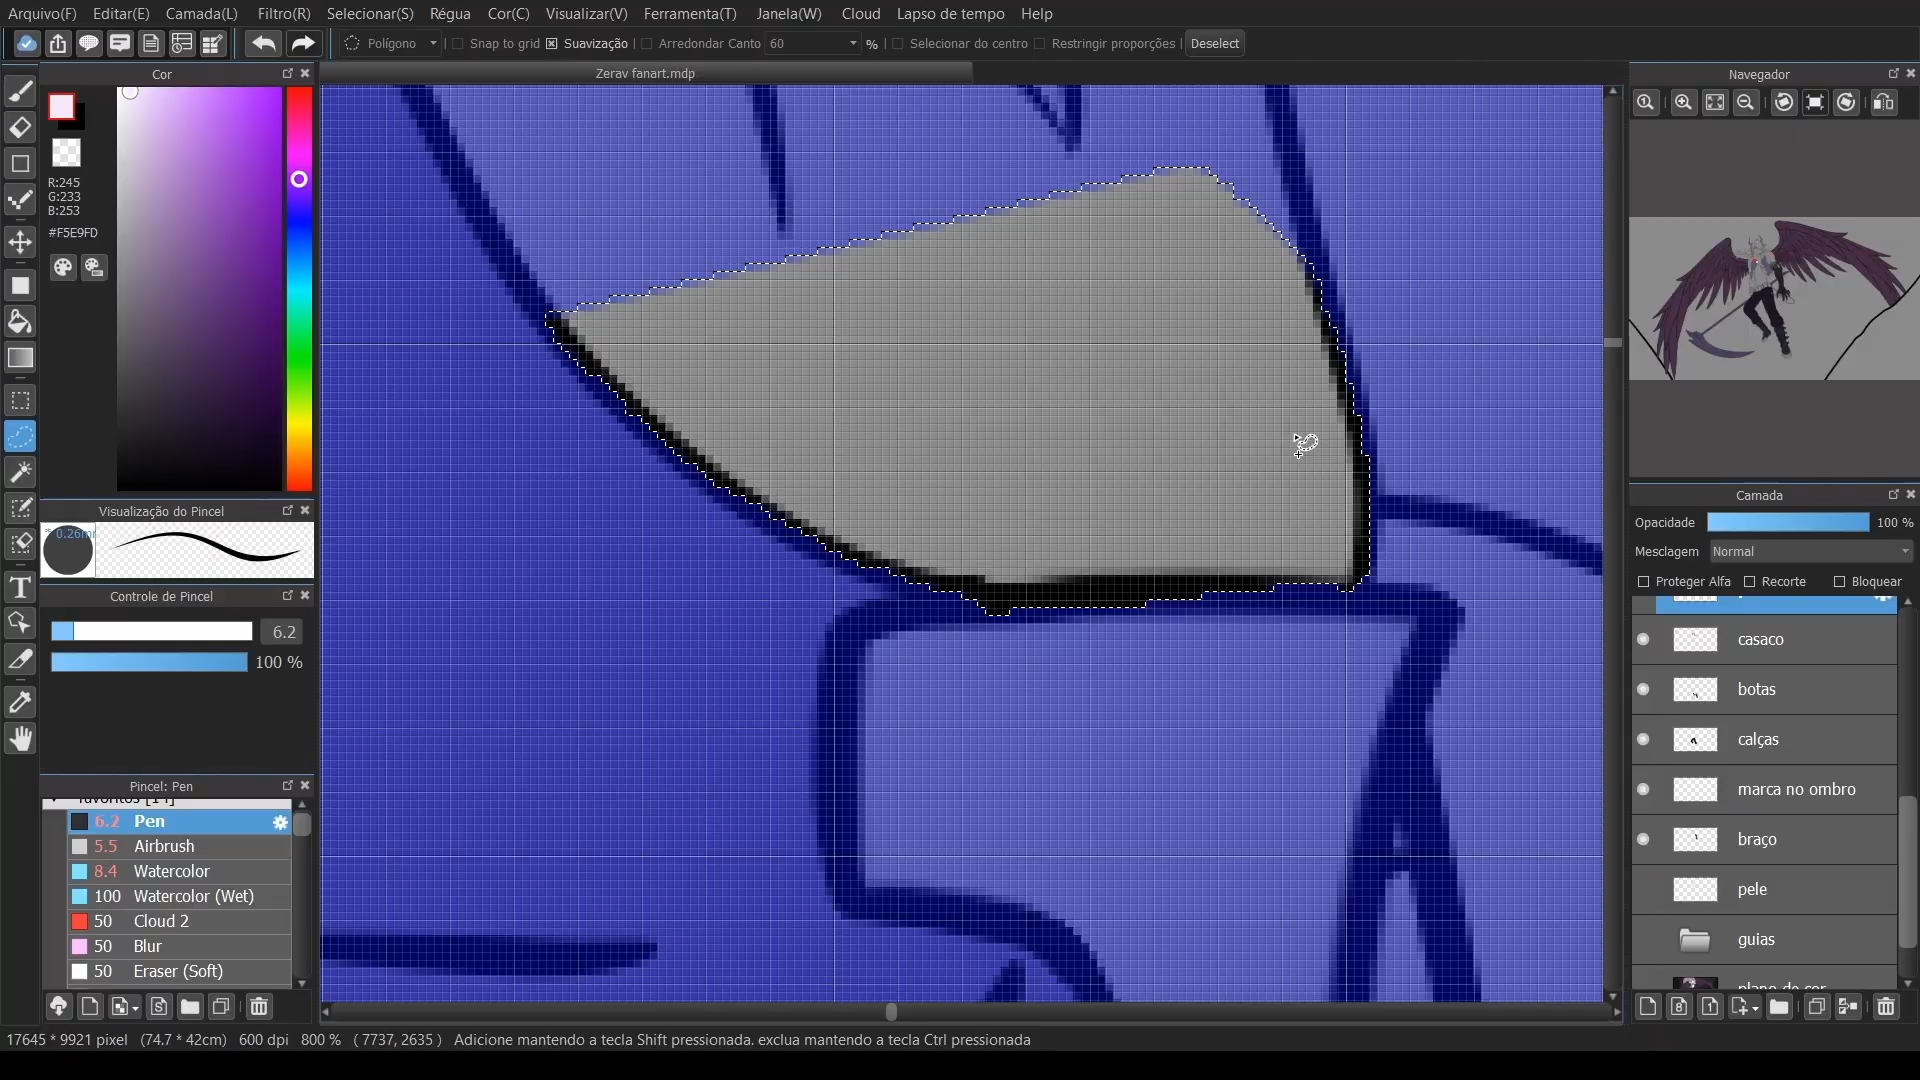 Arquivo(F) Editar(E) Camada(L) Filtro(R) Selecionar(S) Régua Cor(C) Visualizar(V) Ferramenta(T) Janela(W) Cloud Lapso de tempo Help
Polígono Snap to grid Suavização Arredondar Canto 60 % Selecionar do centro Restringir proporções Deselect
Cor
Zerav fanart.mdp
Navegador
R:245
G:233
B:253
#F5E9FD
Visualização do Pincel
* 0.26m
Controle de Pincel
6.2
100 %
Pincel: Pen
6.2 Pen
5.5 Airbrush
8.4 Watercolor
100 Watercolor (Wet)
50 Cloud 2
50 Blur
50 Eraser (Soft)
Camada
Opacidade 100 %
Mesclagem Normal
Proteger Alfa Recorte Bloquear
casaco
botas
calças
marca no ombro
braço
pele
guias
plano de cor
17645 * 9921 pixel (74.7 * 42cm) 600 dpi 800 % ( 7737, 2635 ) Adicione mantendo a tecla Shift pressionada. exclua mantendo a tecla Ctrl pressionada